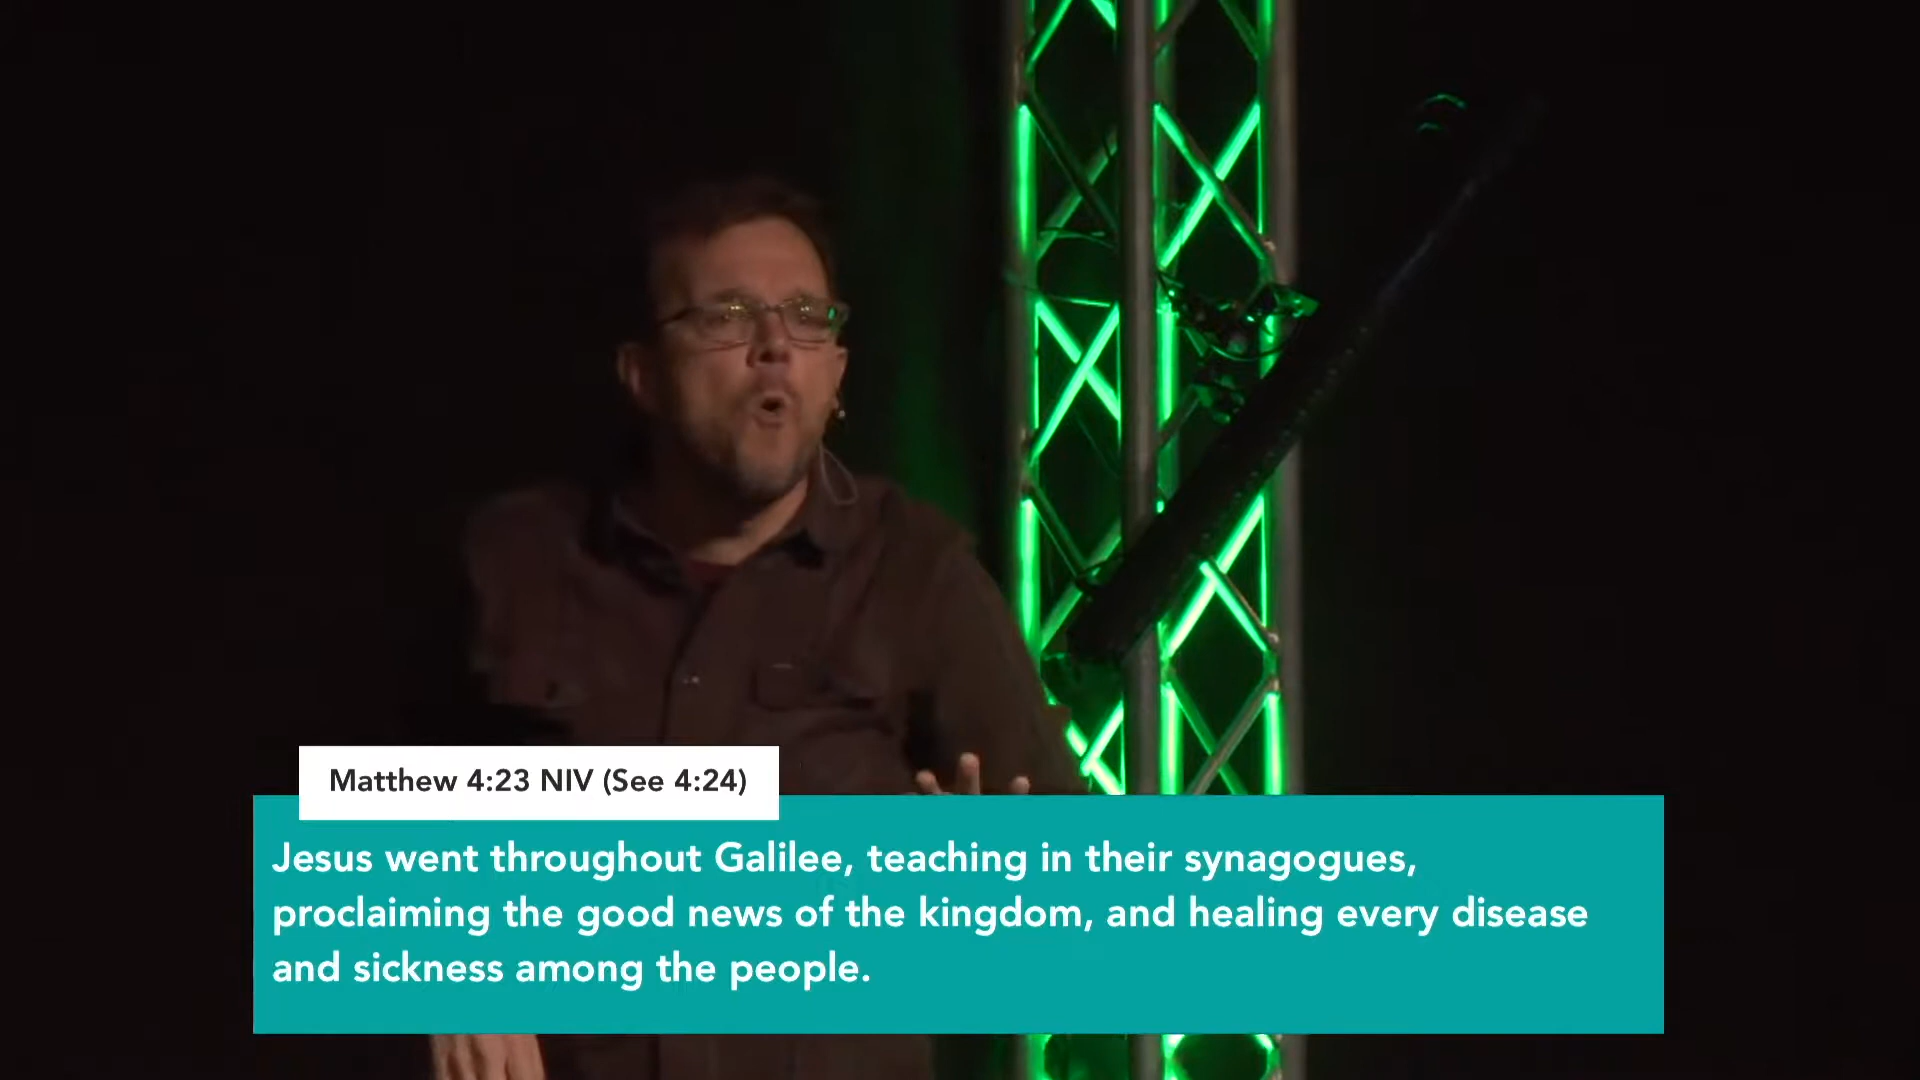 Matthew 4:23 NIV (See 4:24)
Jesus went throughout Galilee, teaching in their synagogues,
proclaiming the good news of the kingdom, and healing every disease
and sickness among the people.